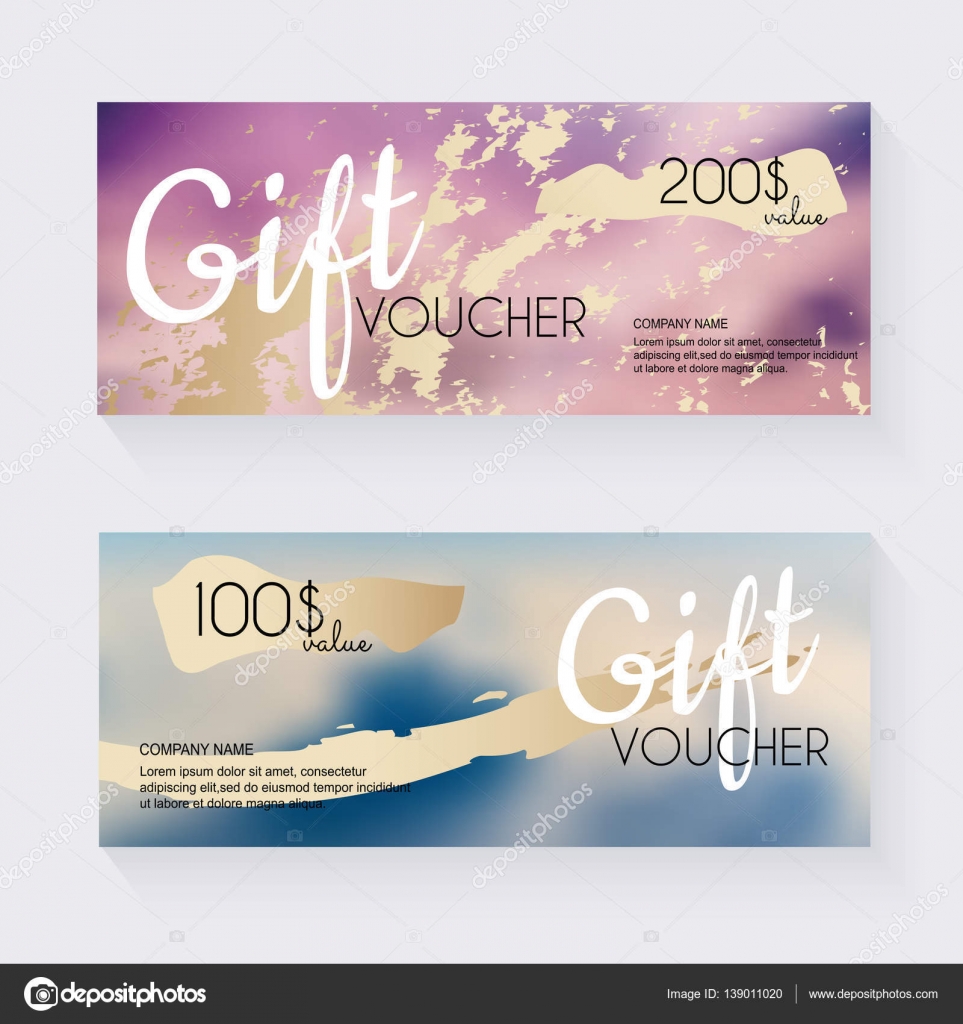 Gift
VOUCHER
200$
value
COMPANY NAME
Lorem ipsum dolor sit amet, consectetur
adipiscing elit,sed do eiusmod tempor incididunt
ut labore et dolore magna aliqua.
100$
value
Gift
VOUCHER
COMPANY NAME
Lorem ipsum dolor sit amet, consectetur
adipiscing elit,sed do eiusmod tempor incididunt
ut labore et dolore magna aliqua.
depositphotos
Image ID: 139011020 www.depositphotos.com